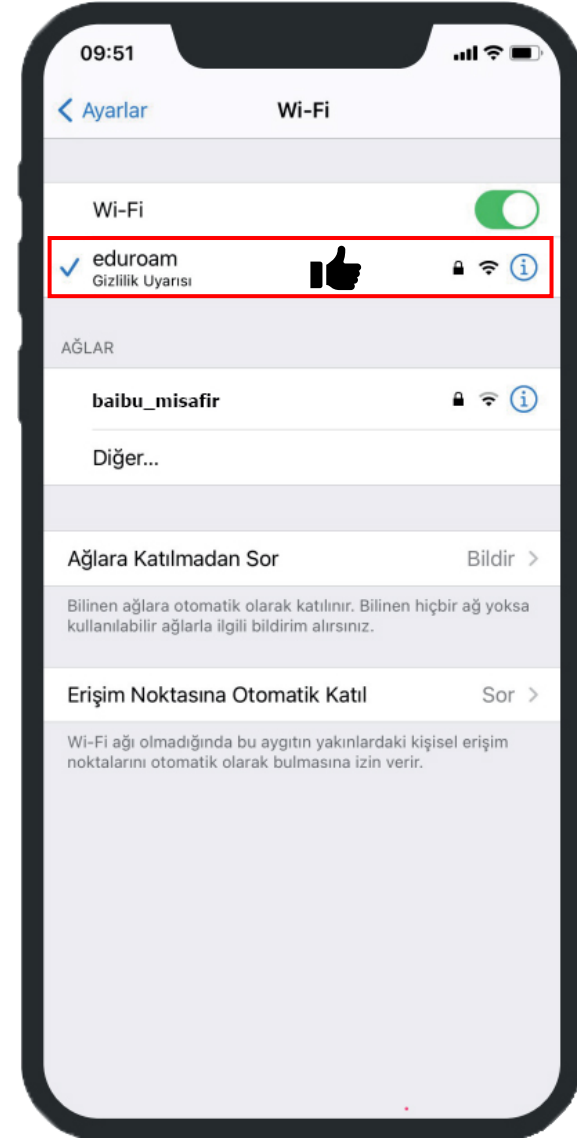 09:51
Ayarlar
Wi-Fi
Wi-Fi
eduroam
Gizlilik Uyarısı
AĞLAR
baibu_misafir
Diğer...
Ağlara Katılmadan Sor
Bildir
Bilinen ağlara otomatik olarak katılınır. Bilinen hiçbir ağ yoksa
kullanılabilir ağlarla ilgili bildirim alırsınız.
Erişim Noktasına Otomatik Katıl
Sor
Wi-Fi ağı olmadığında bu aygıtın yakınlardaki kişisel erişim
noktalarını otomatik olarak bulmasına izin verir.